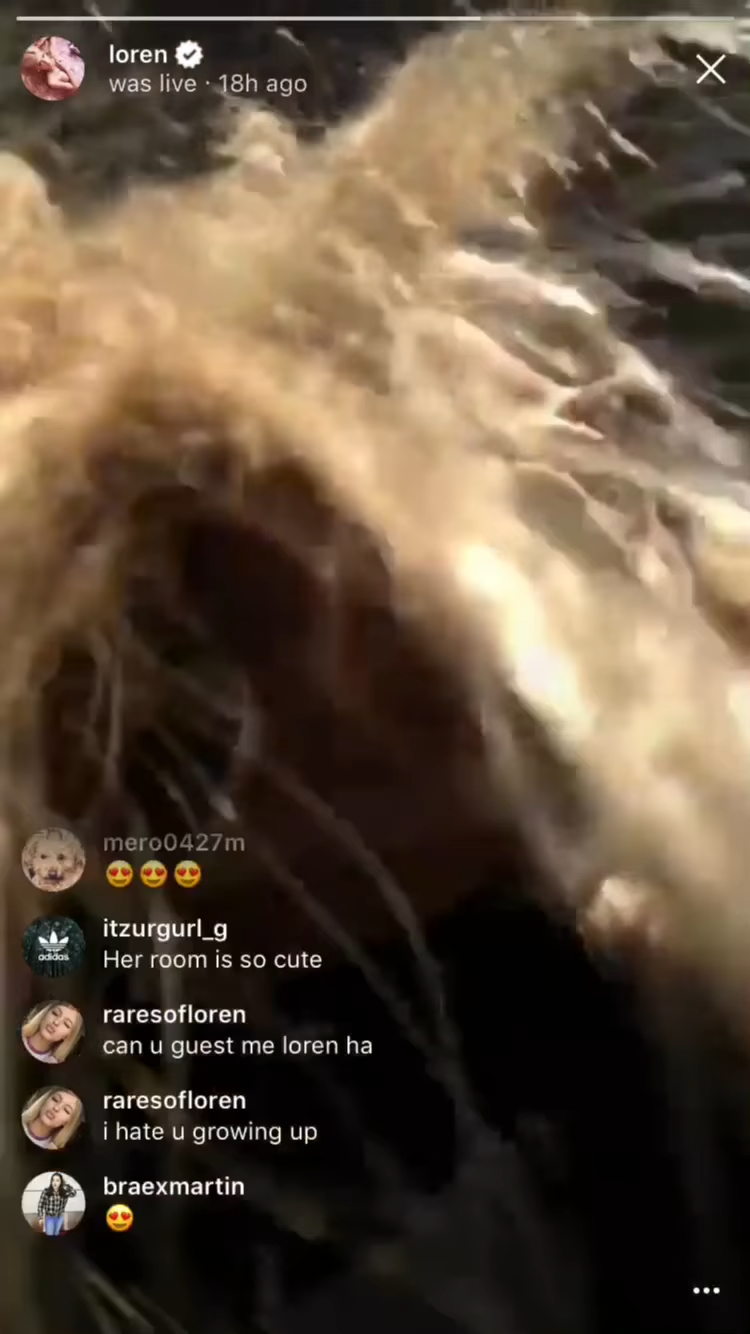 loren
was live · 18h ago
mero0427m
😍😍😍
itzurgurl_g
adidas
Her room is so cute
raresofloren
can u guest me loren ha
raresofloren
i hate u growing up
braexmartin
😍